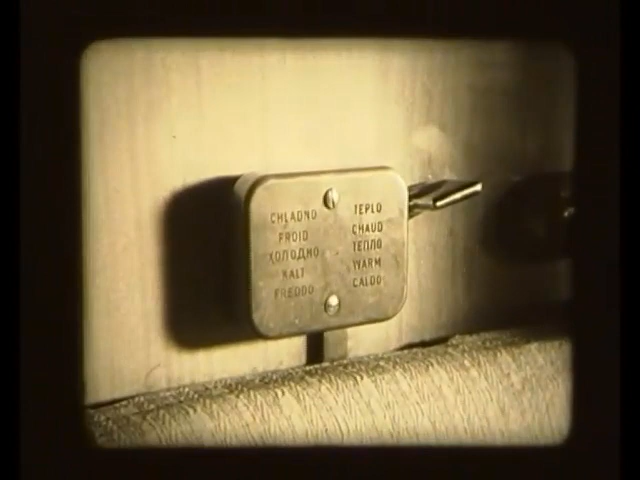 CHLADNO
FROID
ХОЛОДНО
KALT
FREDDO
TEPLO
CHAUD
ТЕПЛО
WARM
CALDO